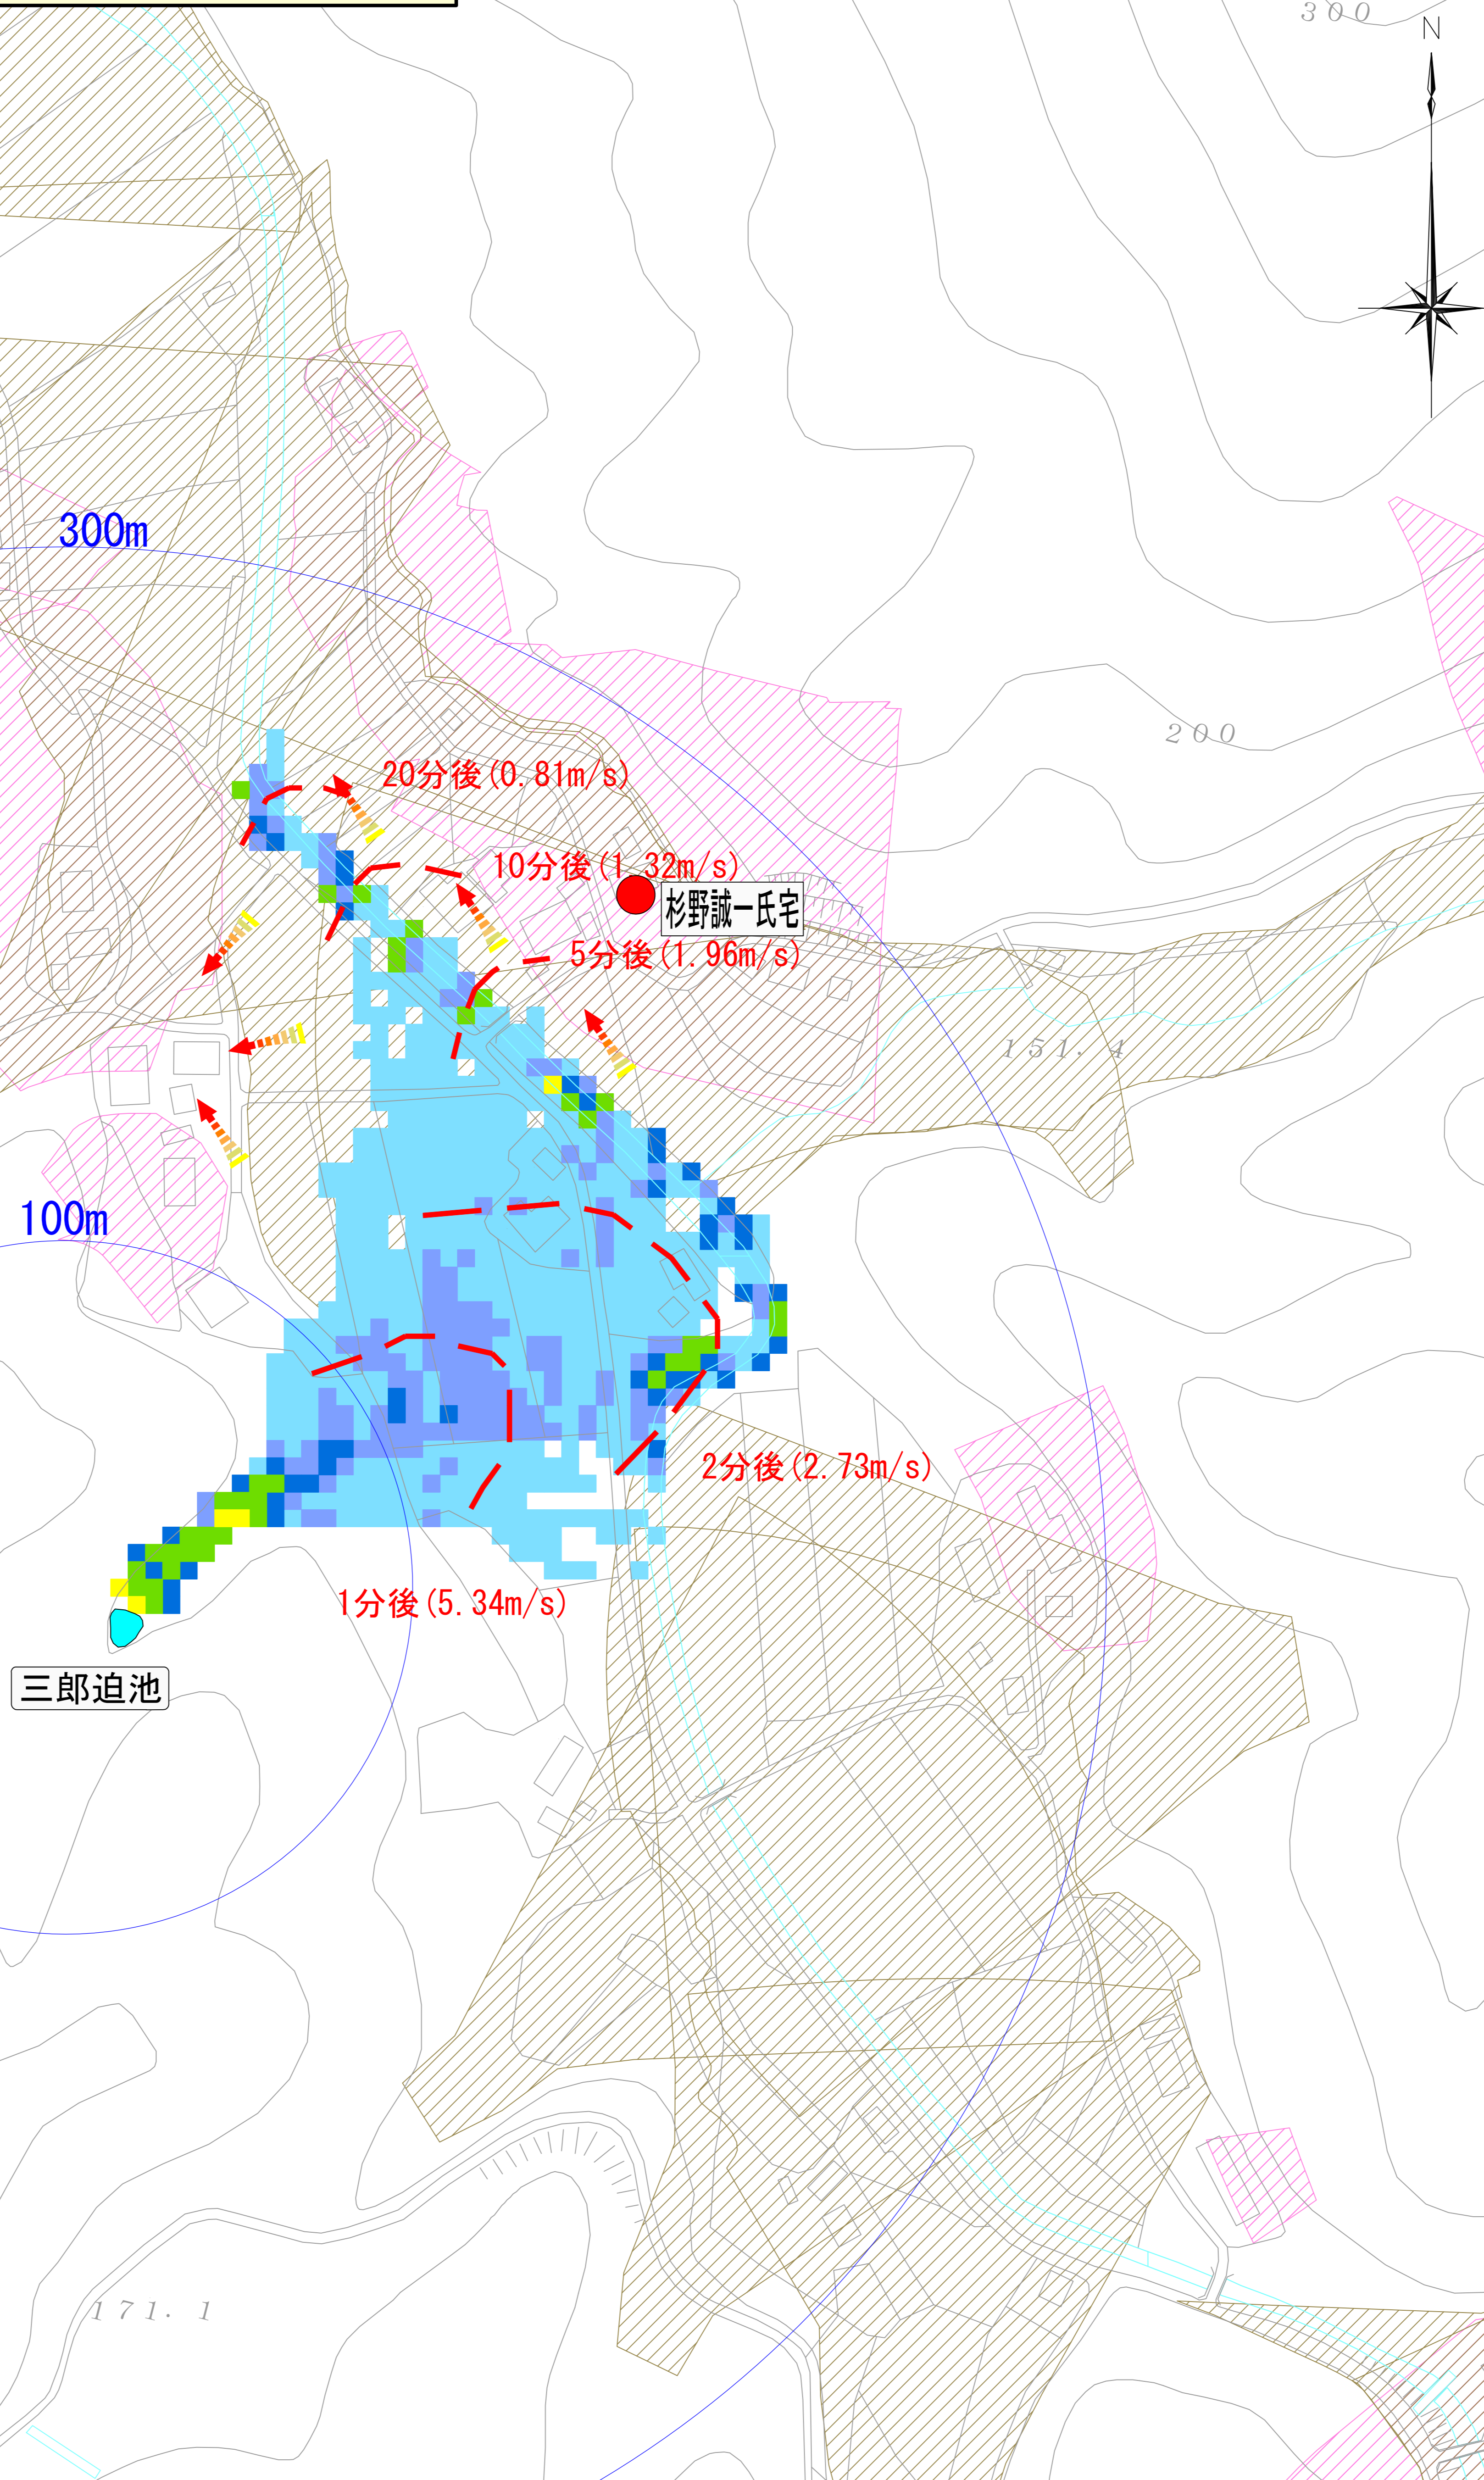 300
N
300m
200
20分後(0.81m/s)
10分後(1.32m/s)
杉野誠一氏宅
5分後(1.96m/s)
151.4
100m
2分後(2.73m/s)
1分後(5.34m/s)
三郎迫池
171.1